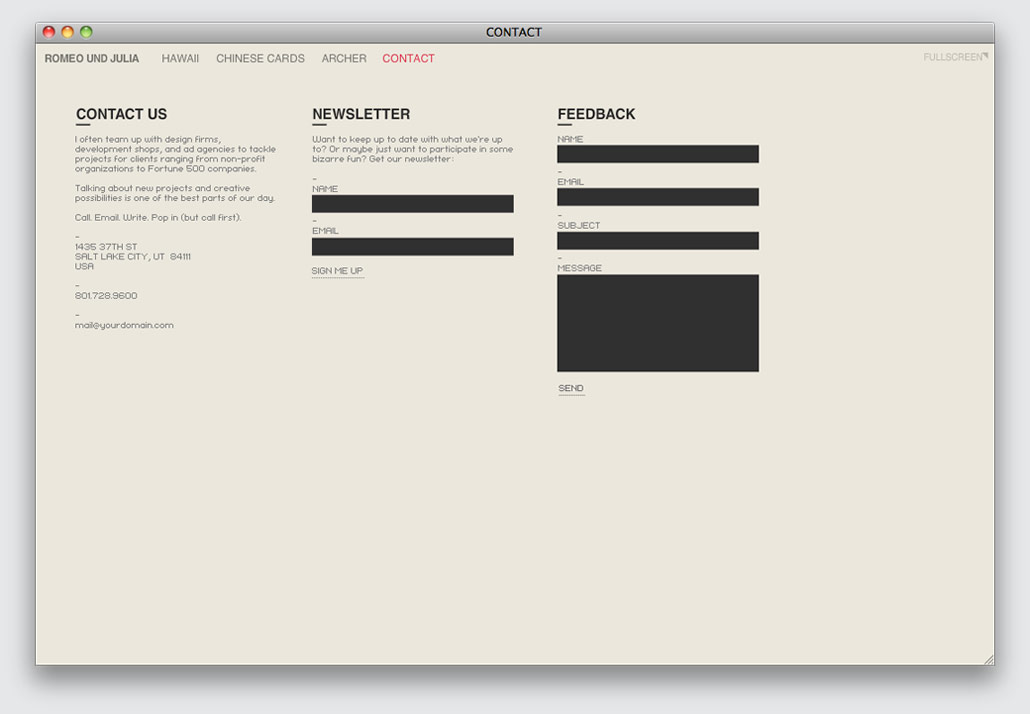 CONTACT
ROMEO UND JULIA HAWAII CHINESE CARDS ARCHER CONTACT FULLSCREEN
CONTACT US
I often team up with design firms,
development shops, and ad agencies to tackle
projects for clients ranging from non-profit
organizations to Fortune 500 companies.
Talking about new projects and creative
possibilities is one of the best parts of our day.
Call. Email. Write. Pop in (but call first).
-
1435 37TH ST
SALT LAKE CITY, UT 84111
USA
-
801.728.9600
-
mail@yourdomain.com
NEWSLETTER
Want to keep up to date with what we're up
to? Or maybe just want to participate in some
bizarre fun? Get our newsletter:
-
NAME
-
EMAIL
SIGN ME UP
FEEDBACK
NAME
-
EMAIL
-
SUBJECT
-
MESSAGE
SEND